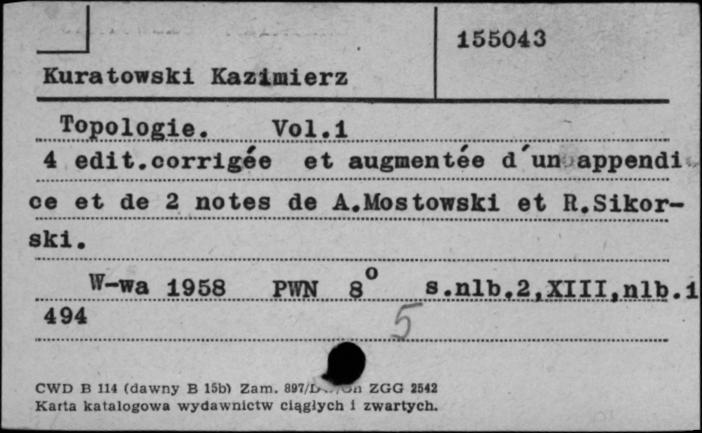 155043
Kuratowski Kazimierz
Topologie. Vol.1
4 edit.corrigée et augmentée d'un appendi
ce et de 2 notes de A.Mostowski et R.Sikor-
ski.
W-wa 1958 PWN 8° s.nlb.2,XIII,nlb.1
494 5
CWD B 114 (dawny B 15b) Zam. ZGG 2542
Karta katalogowa wydawnictw ciągłych i zwartych.